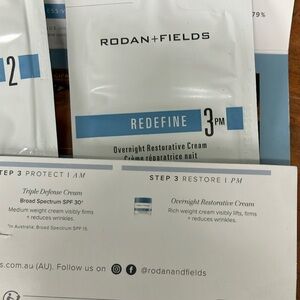 79%
RODAN+FIELDS
2
REDEFINE 3PM
Overnight Restorative Cream
Crème réparatrice nuit
TEP 3 PROTECT | AM
Triple Defense Cream
Broad Spectrum SPF 30†
Medium weight cream visibly firms
+ reduces wrinkles.
†In Australia: Broad Spectrum SPF 15
STEP 3 RESTORE | PM
Overnight Restorative Cream
Rich weight cream visibly lifts, firms
+ reduces wrinkles.
s.com.au (AU). Follow us on @rodanandfields